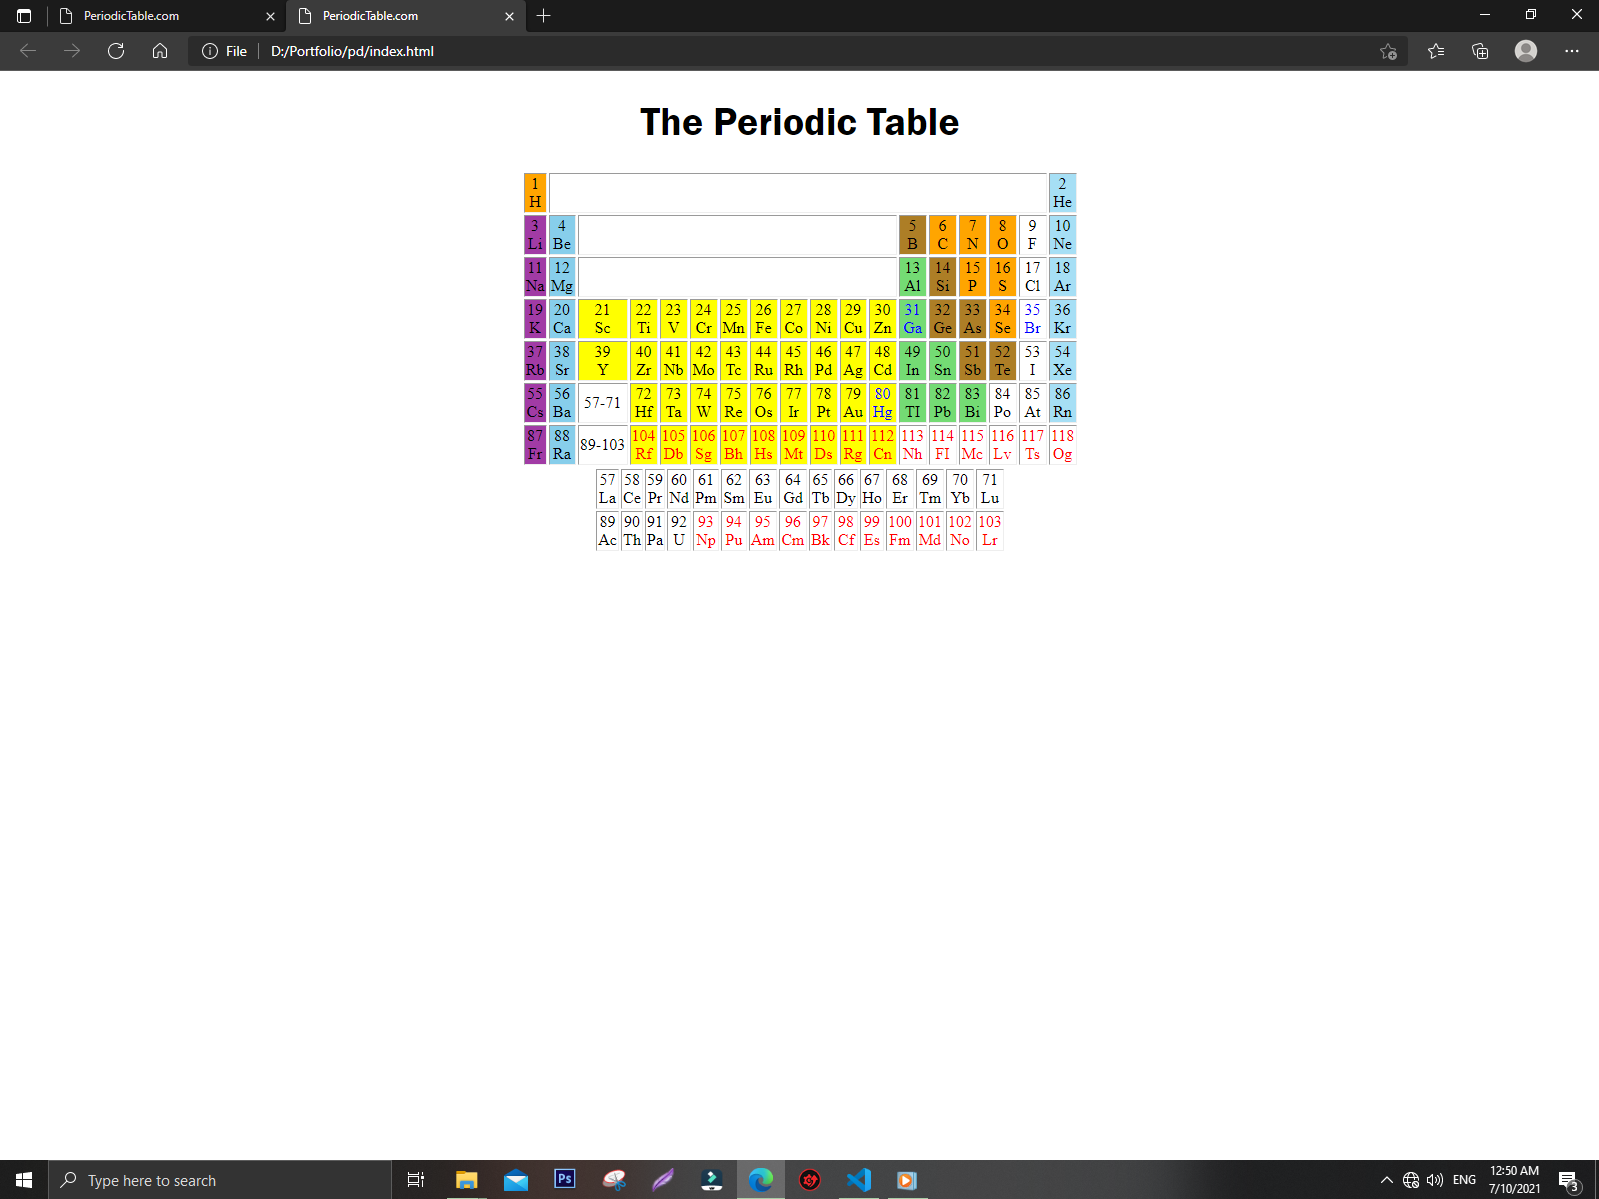 PeriodicTable.com
PeriodicTable.com
File
D:/Portfolio/pd/index.html
The Periodic Table
1 2
H He
3 4 5 6 7 8 9 10
Li Be B C N O F Ne
11 12 13 14 15 16 17 18
Na Mg Al Si P S Cl Ar
19 20 21 22 23 24 25 26 27 28 29 30 31 32 33 34 35 36
K Ca Sc Ti V Cr Mn Fe Co Ni Cu Zn Ga Ge As Se Br Kr
37 38 39 40 41 42 43 44 45 46 47 48 49 50 51 52 53 54
Rb Sr Y Zr Nb Mo Tc Ru Rh Pd Ag Cd In Sn Sb Te I Xe
55 56 57-71 72 73 74 75 76 77 78 79 80 81 82 83 84 85 86
Cs Ba Hf Ta W Re Os Ir Pt Au Hg TI Pb Bi Po At Rn
87 88 89-103 104 105 106 107 108 109 110 111 112 113 114 115 116 117 118
Fr Ra Rf Db Sg Bh Hs Mt Ds Rg Cn Nh FI Mc Lv Ts Og
57 58 59 60 61 62 63 64 65 66 67 68 69 70 71
La Ce Pr Nd Pm Sm Eu Gd Tb Dy Ho Er Tm Yb Lu
89 90 91 92 93 94 95 96 97 98 99 100 101 102 103
Ac Th Pa U Np Pu Am Cm Bk Cf Es Fm Md No Lr
Type here to search
Ps
ENG
12:50 AM
7/10/2021
3